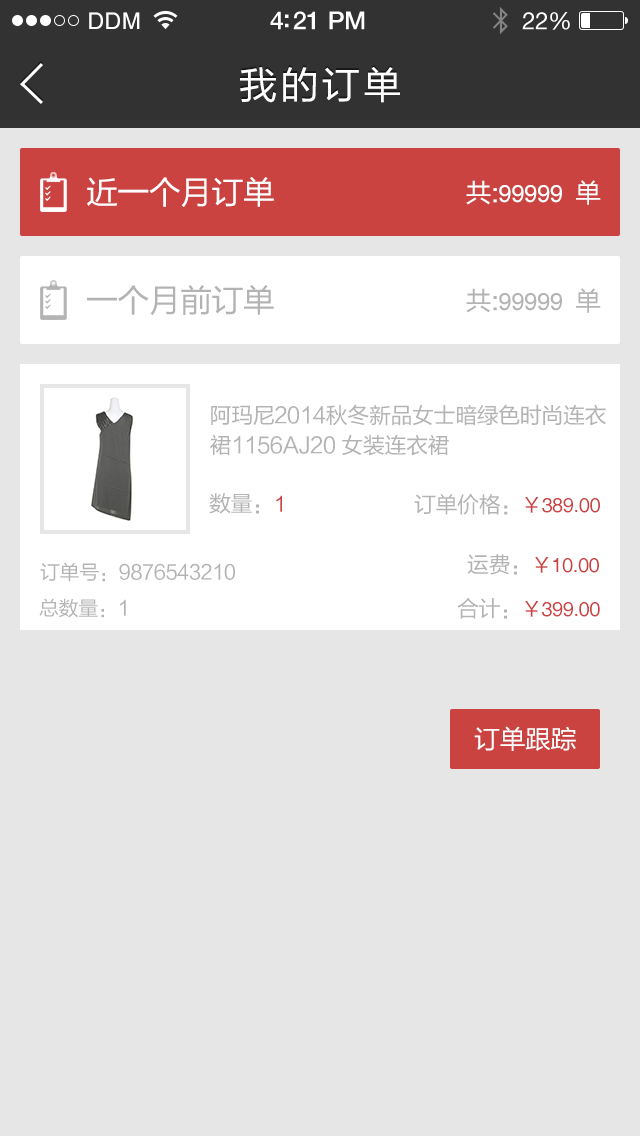 DDM 4:21 PM 22%
我的订单
近一个月订单 共:99999 单
一个月前订单 共:99999 单
阿玛尼2014秋冬新品女士暗绿色时尚连衣
裙1156AJ20 女装连衣裙
数量：1 订单价格：￥389.00
订单号：9876543210 运费：￥10.00
总数量：1 合计：￥399.00
订单跟踪